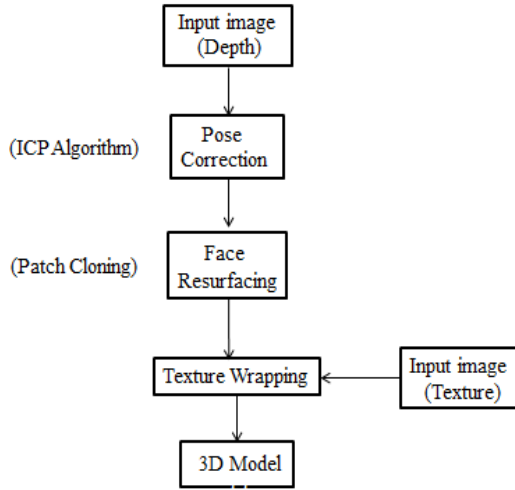 Input image
(Depth)
(ICP Algorithm)
Pose
Correction
(Patch Cloning)
Face
Resurfacing
Texture Wrapping
Input image
(Texture)
3D Model